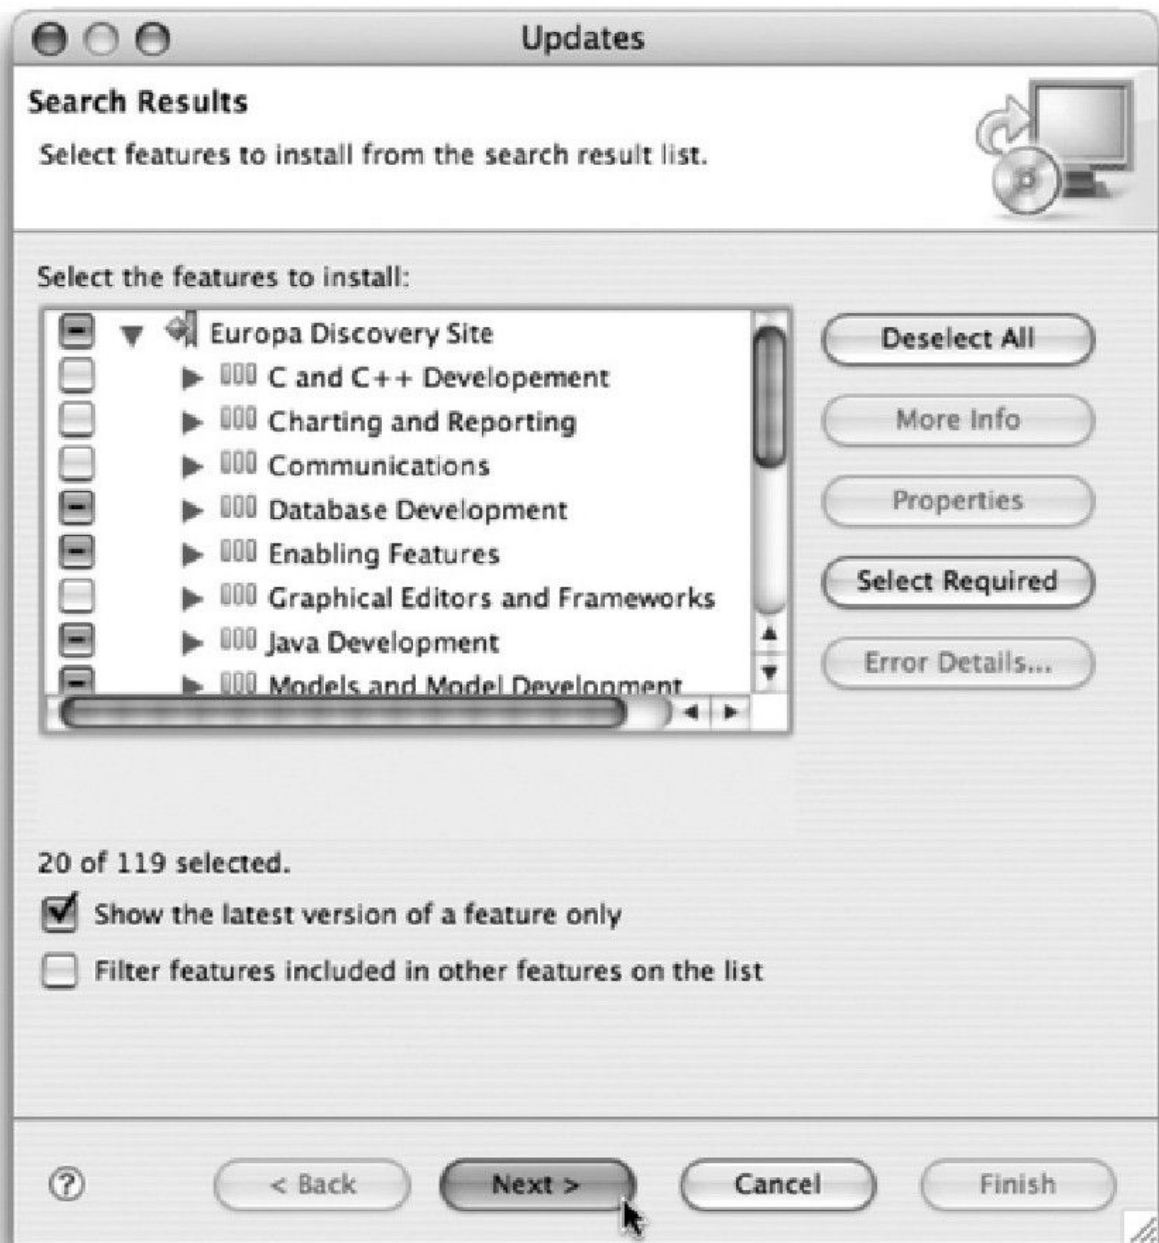 Updates
Search Results
Select features to install from the search result list.
Select the features to install:
Europa Discovery Site
C and C++ Developement
Charting and Reporting
Communications
Database Development
Enabling Features
Graphical Editors and Frameworks
Java Development
Models and Model Development
Deselect All
More Info
Properties
Select Required
Error Details...
20 of 119 selected.
Show the latest version of a feature only
Filter features included in other features on the list
?
< Back
Next >
Cancel
Finish